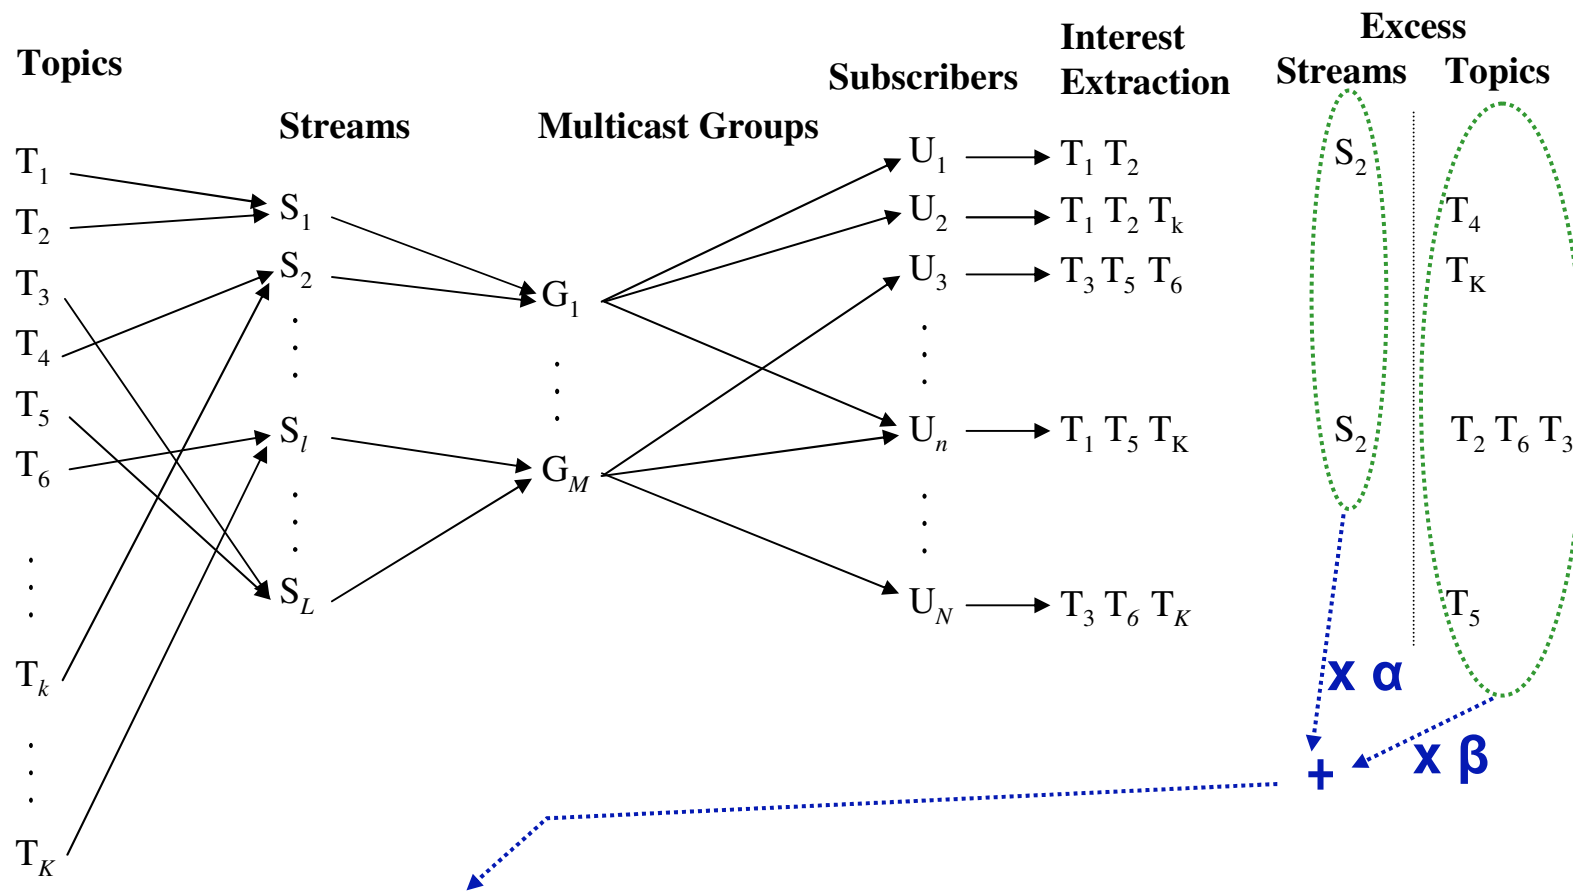 Topics
Streams
Multicast Groups
Subscribers
Interest
Extraction
Excess
Streams Topics
T1
T2
T3
T4
T5
T6
.
.
.
Tk
.
.
.
TK
S1
S2
.
.
.
Sl
.
.
.
SL
G1
.
.
.
GM
U1
U2
U3
.
.
.
Un
.
.
.
UN
T1 T2
T1 T2 Tk
T3 T5 T6
T1 T5 TK
T3 T6 TK
S2
S2
T4
TK
T2 T6 T3
T5
x α
x β
+